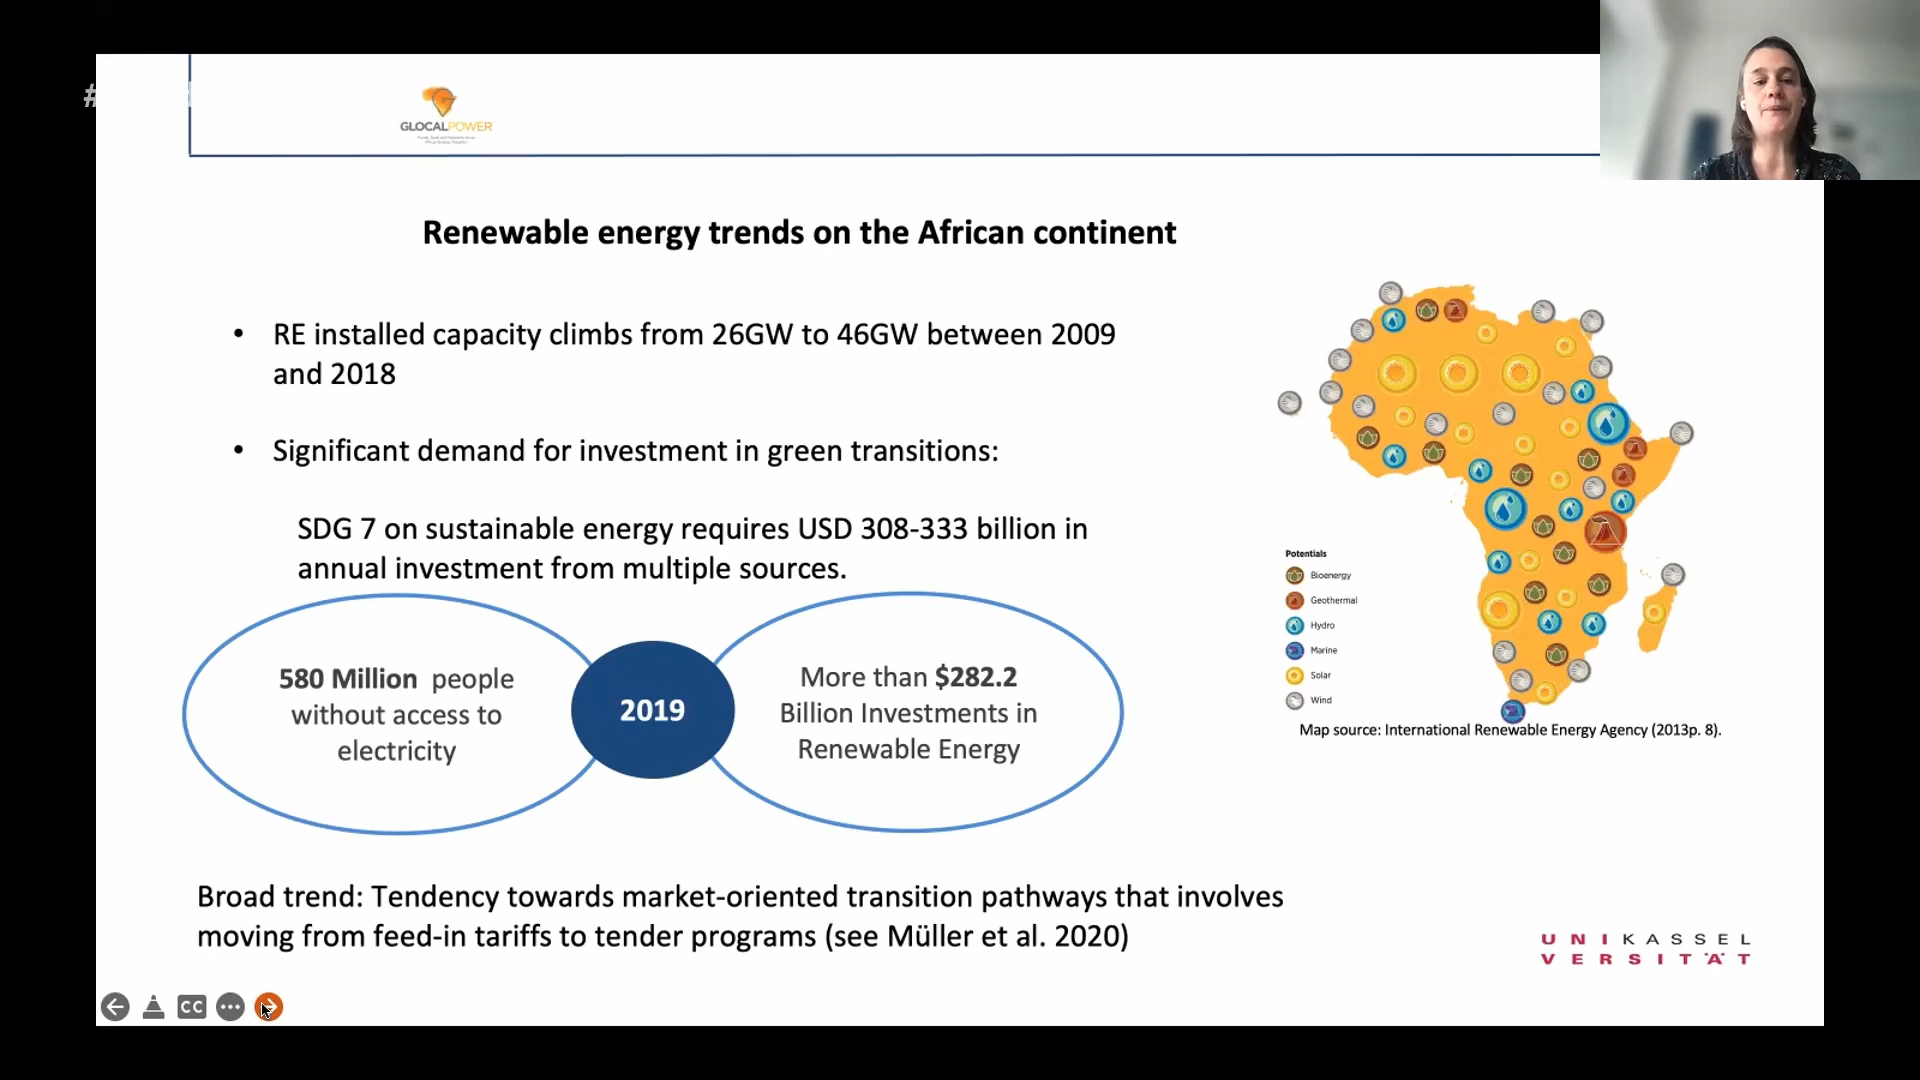 #
GLOCALPOWER
Renewable energy trends on the African continent
• RE installed capacity climbs from 26GW to 46GW between 2009
and 2018
• Significant demand for investment in green transitions:
SDG 7 on sustainable energy requires USD 308-333 billion in
annual investment from multiple sources.
580 Million people
without access to
electricity
2019
More than $282.2
Billion Investments in
Renewable Energy
Potentials
Bioenergy
Geothermal
Hydro
Marine
Solar
Wind
Map source: International Renewable Energy Agency (2013p. 8).
Broad trend: Tendency towards market-oriented transition pathways that involves
moving from feed-in tariffs to tender programs (see Müller et al. 2020)
UNIKASSEL
VERSITÄT
CC